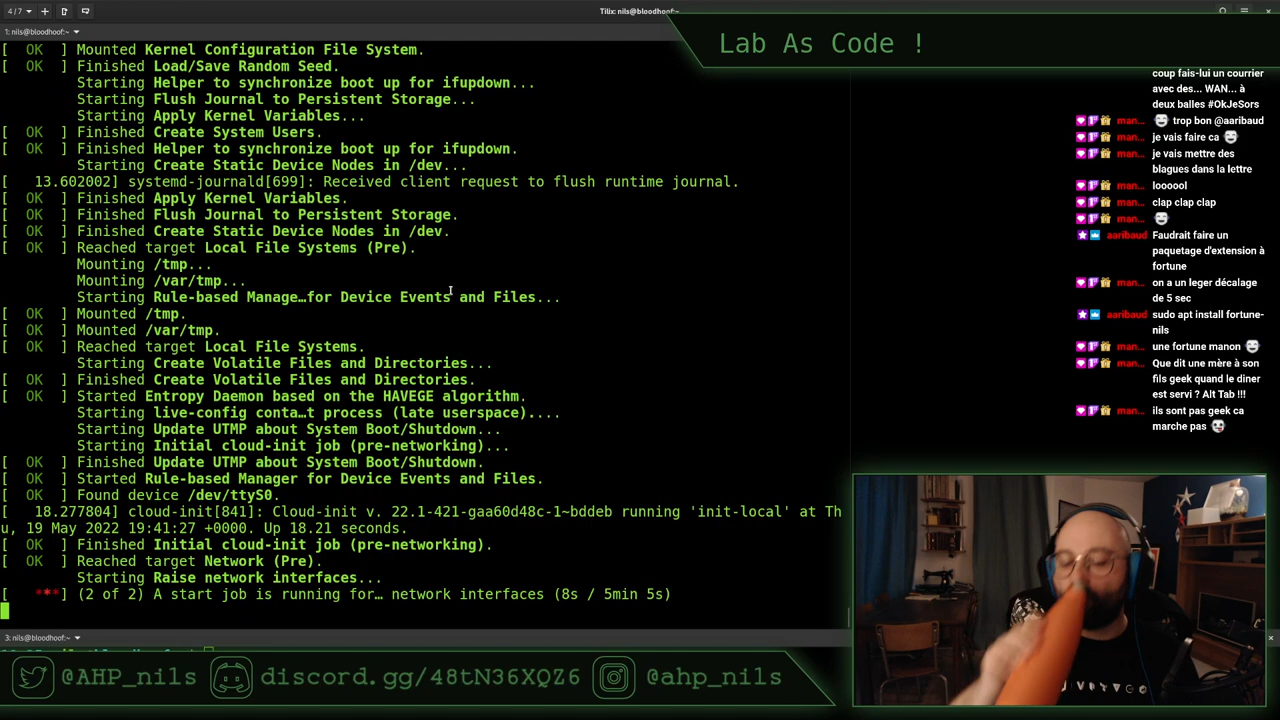 4 / 7
Tilix: nils@bloodhoof:~
1: nils@bloodhoof:~
Lab As Code !
[  OK  ] Mounted Kernel Configuration File System.
[  OK  ] Finished Load/Save Random Seed.
Starting Helper to synchronize boot up for ifupdown...
Starting Flush Journal to Persistent Storage...
Starting Apply Kernel Variables...
[  OK  ] Finished Create System Users.
[  OK  ] Finished Helper to synchronize boot up for ifupdown.
Starting Create Static Device Nodes in /dev...
[   13.602002] systemd-journald[699]: Received client request to flush runtime journal.
[  OK  ] Finished Apply Kernel Variables.
[  OK  ] Finished Flush Journal to Persistent Storage.
[  OK  ] Finished Create Static Device Nodes in /dev.
[  OK  ] Reached target Local File Systems (Pre).
Mounting /tmp...
Mounting /var/tmp...
Starting Rule-based Manage…for Device Events and Files...
[  OK  ] Mounted /tmp.
[  OK  ] Mounted /var/tmp.
[  OK  ] Reached target Local File Systems.
Starting Create Volatile Files and Directories...
[  OK  ] Finished Create Volatile Files and Directories.
[  OK  ] Started Entropy Daemon based on the HAVEGE algorithm.
Starting live-config conta…t process (late userspace)....
Starting Update UTMP about System Boot/Shutdown...
Starting Initial cloud-init job (pre-networking)...
[  OK  ] Finished Update UTMP about System Boot/Shutdown.
[  OK  ] Started Rule-based Manager for Device Events and Files.
[  OK  ] Found device /dev/ttyS0.
[   18.277804] cloud-init[841]: Cloud-init v. 22.1-421-gaa60d48c-1~bddeb running 'init-local' at Th
u, 19 May 2022 19:41:27 +0000. Up 18.21 seconds.
[  OK  ] Finished Initial cloud-init job (pre-networking).
[  OK  ] Reached target Network (Pre).
Starting Raise network interfaces...
[   ***] (2 of 2) A start job is running for… network interfaces (8s / 5min 5s)
3: nils@bloodhoof:~
coup fais-lui un courrier
avec des... WAN... à
deux balles #OkJeSors
man... trop bon @aaribaud
man... je vais faire ca
man... je vais mettre des
blagues dans la lettre
man... loooool
man... clap clap clap
man...
aaribaud Faudrait faire un
paquetage d'extension à
fortune
man... on a un leger décalage
de 5 sec
aaribaud sudo apt install fortune-
nils
man... une fortune manon
man... Que dit une mère à son
fils geek quand le diner
est servi ? Alt Tab !!!
man... ils sont pas geek ca
marche pas
@AHP_nils
discord.gg/48tN36XQZ6
@ahp_nils